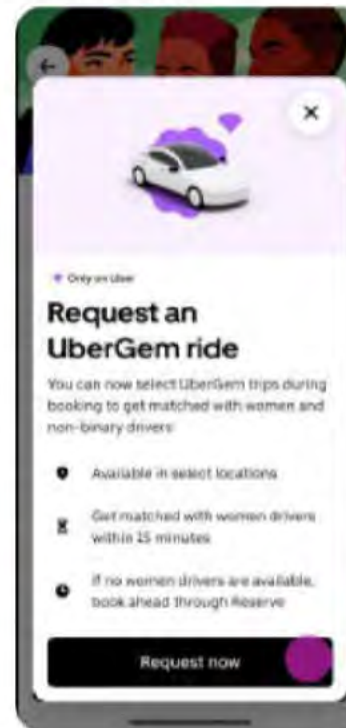 Only on Uber
Request an
UberGem ride
You can now select UberGem trips during
booking to get matched with women and
non-binary drivers
Available in select locations
Get matched with women drivers
within 15 minutes
If no women drivers are available,
book ahead through Reserve
Request now